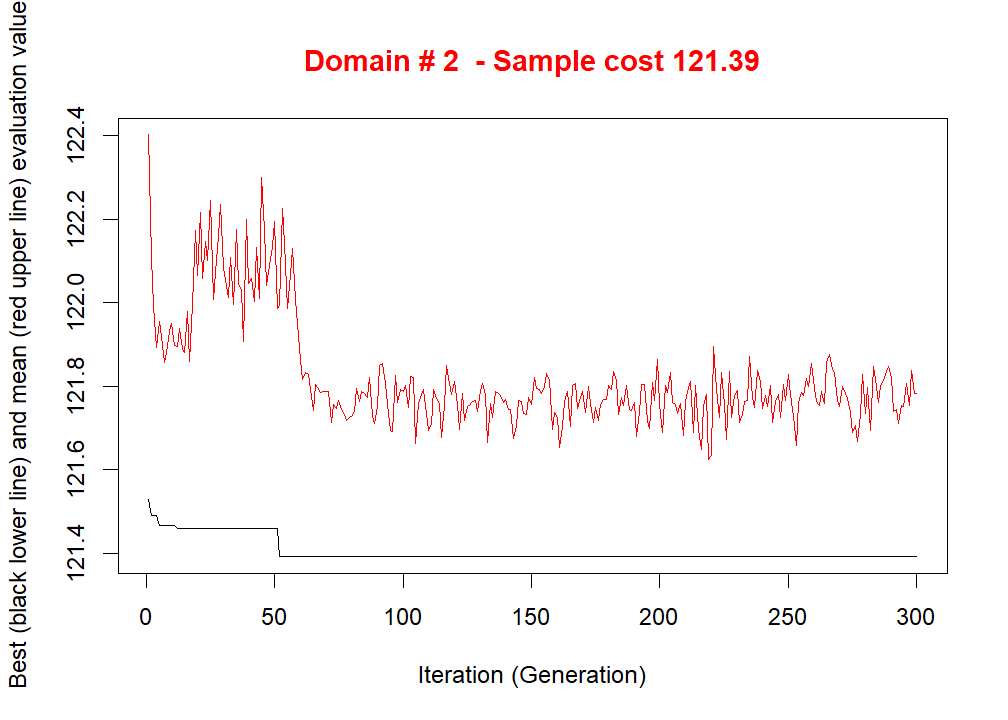 Domain # 2  - Sample cost 121.39
Best (black lower line) and mean (red upper line) evaluation value
122.4
122.2
122.0
121.8
121.6
121.4
0 50 100 150 200 250 300
Iteration (Generation)